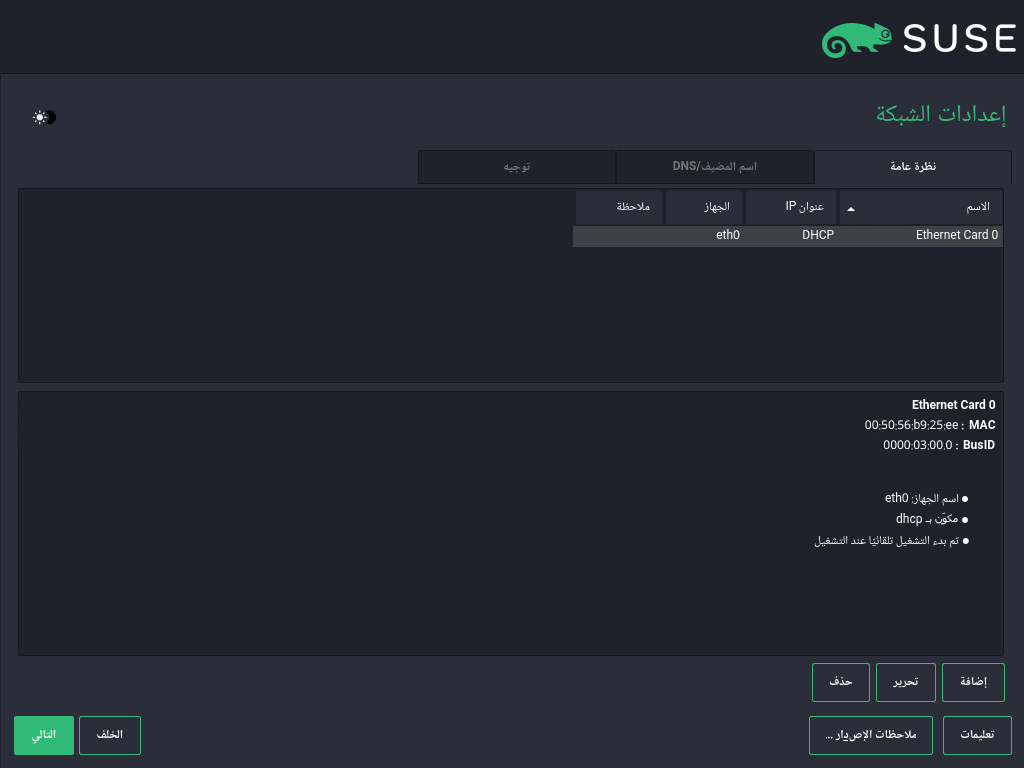 SUSE
إعدادات الشبكة
نظرة عامة
اسم المضيف/DNS
توجيه
الاسم
عنوان IP
الجهاز
ملاحظة
Ethernet Card 0
DHCP
eth0
Ethernet Card 0
MAC : 00:50:56:b9:25:ee
BusID : 0000:03:00.0
● اسم الجهاز: eth0
● مكوّن بـ dhcp
● تم بدء التشغيل تلقائيًا عند التشغيل
إضافة
تحرير
حذف
تعليمات
ملاحظات الإصدار ...
الخلف
التالي